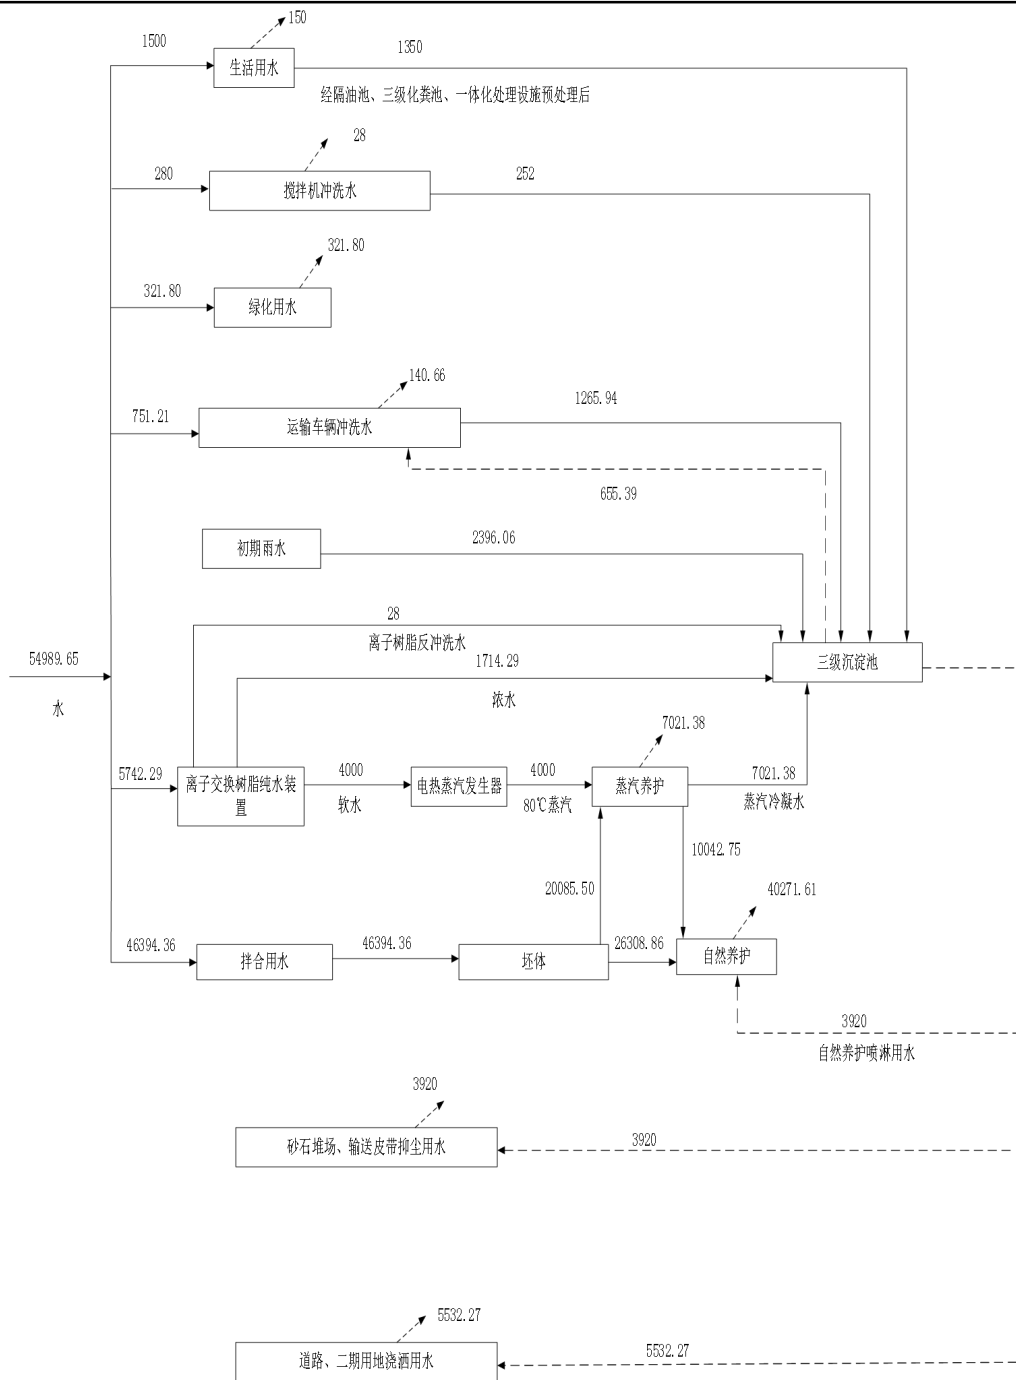 150
1500
1350
生活用水
经隔油池、三级化粪池、一体化处理设施预处理后
28
280
252
搅拌机冲洗水
321.80
321.80
绿化用水
140.66
1265.94
751.21
运输车辆冲洗水
655.39
初期雨水
2396.06
28
离子树脂反冲洗水
1714.29
浓水
54989.65
水
三级沉淀池
7021.38
5742.29
离子交换树脂纯水装
置
4000
软水
电热蒸汽发生器
4000
80℃蒸汽
蒸汽养护
7021.38
蒸汽冷凝水
10042.75
20085.50
40271.61
46394.36
拌合用水
46394.36
坯体
26308.86
自然养护
3920
自然养护喷淋用水
3920
砂石堆场、输送皮带抑尘用水
3920
5532.27
道路、二期用地浇洒用水
5532.27